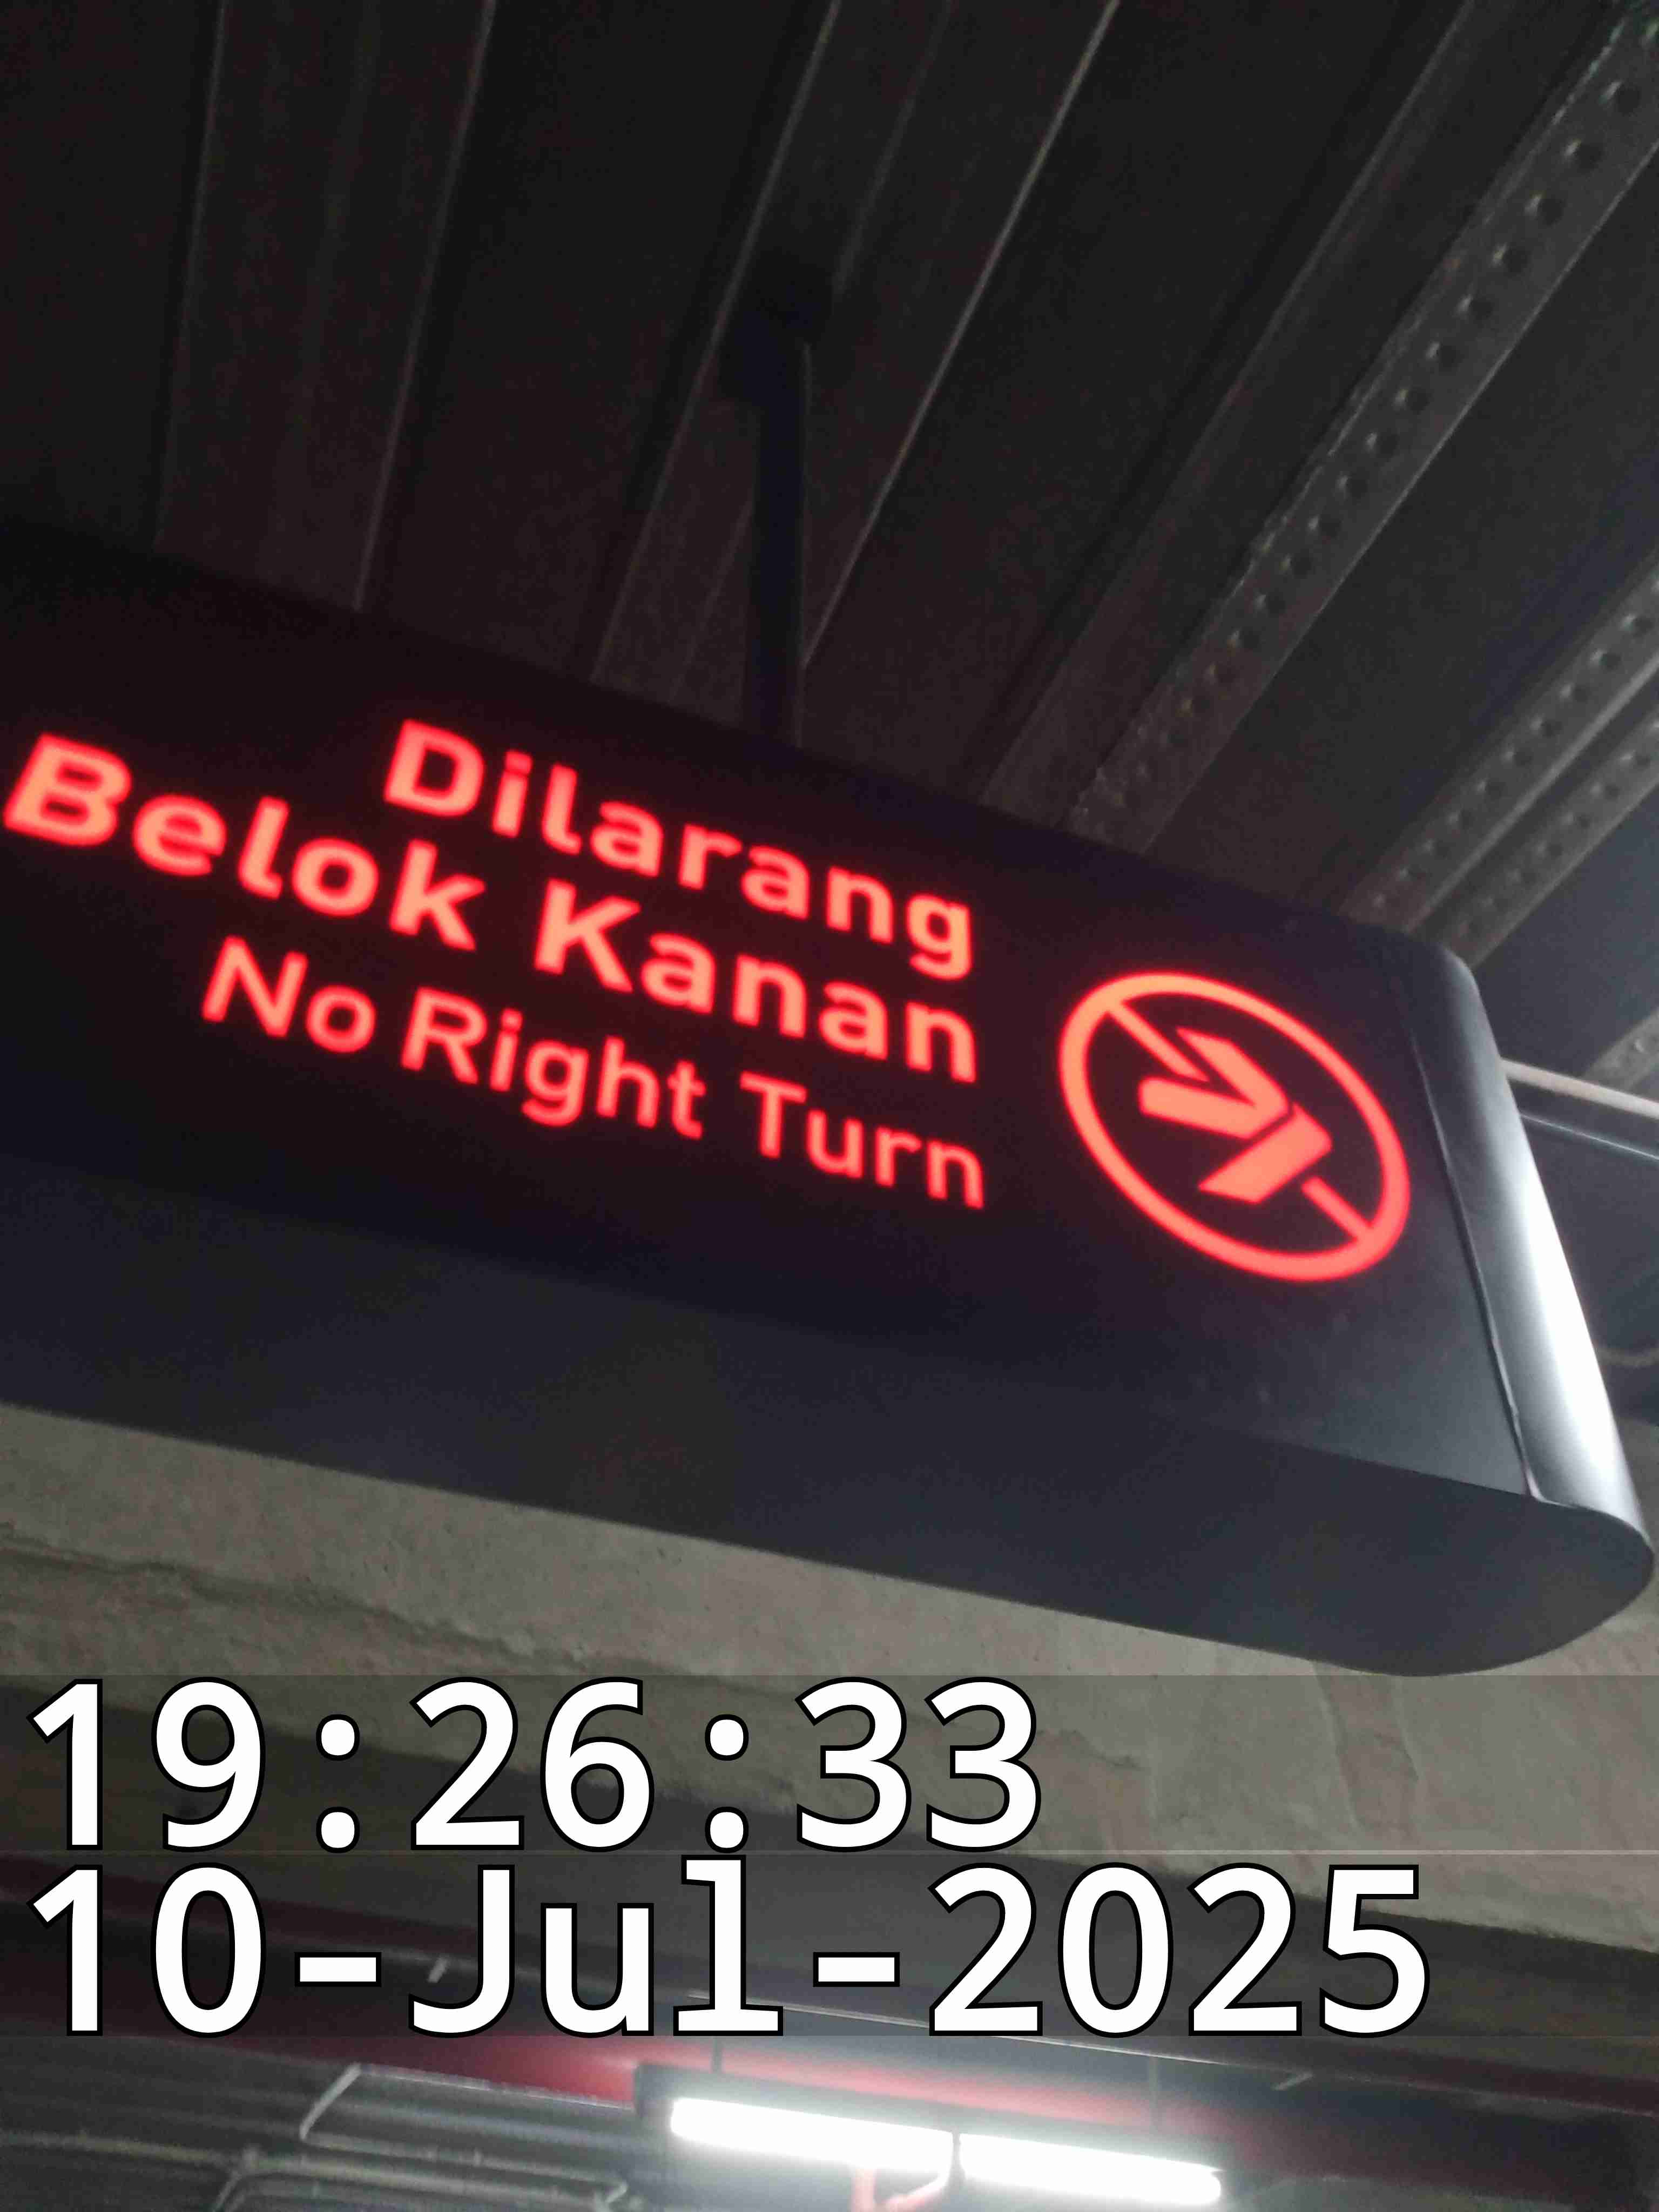 Dilarang
Belok Kanan
No Right Turn
19:26:33
10-Jul-2025